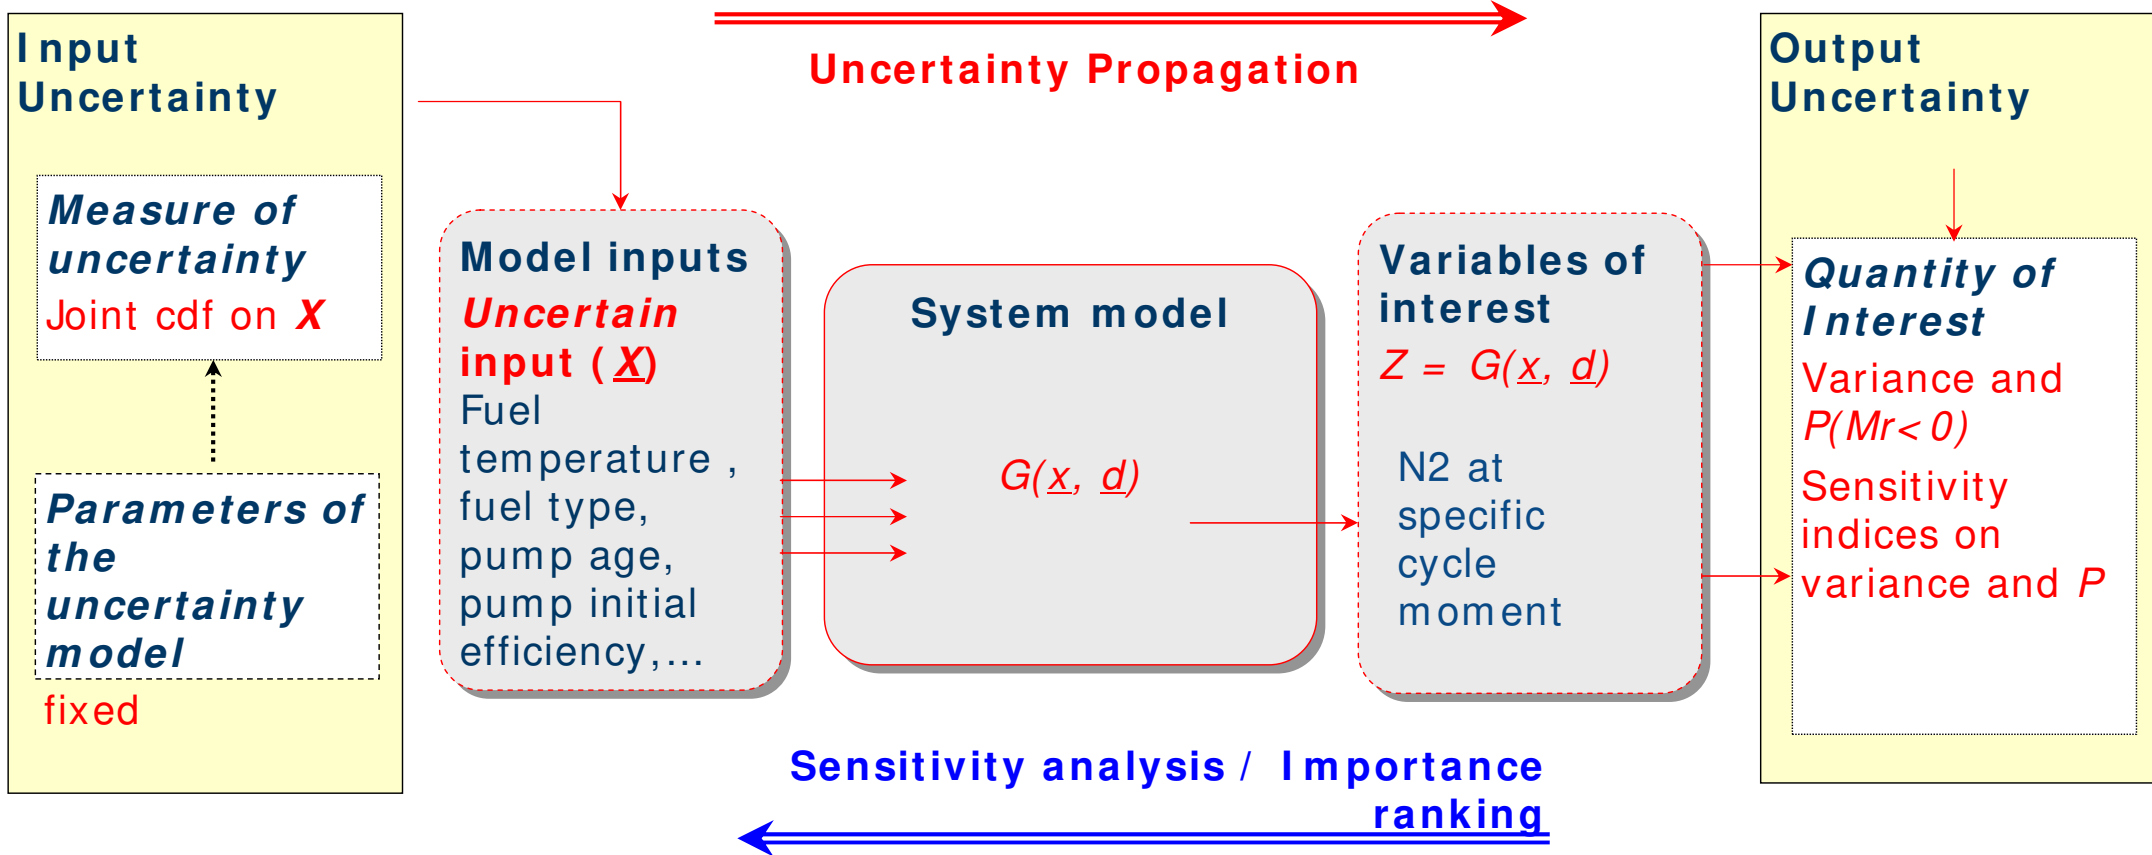 Input
Uncertainty
Measure of
uncertainty
Joint cdf on X
Parameters of
the
uncertainty
model
fixed
Uncertainty Propagation
Model inputs
Uncertain
input (X)
Fuel
temperature ,
fuel type,
pump age,
pump initial
efficiency,...
System model
G(x, d)
Variables of
interest
Z = G(x, d)
N2 at
specific
cycle
moment
Output
Uncertainty
Quantity of
Interest
Variance and
P(Mr< 0)
Sensitivity
indices on
variance and P
Sensitivity analysis / Importance
ranking